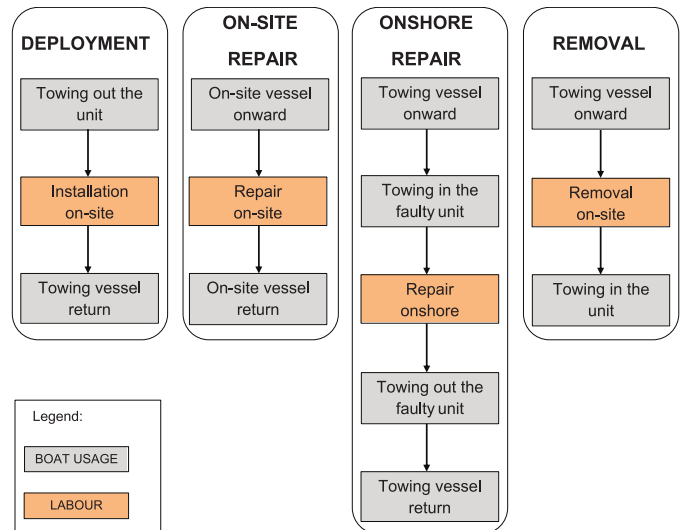 DEPLOYMENT
Towing out the
unit
Installation
on-site
Towing vessel
return
ON-SITE
REPAIR
On-site vessel
onward
Repair
on-site
On-site vessel
return
ONSHORE
REPAIR
Towing vessel
onward
Towing in the
faulty unit
Repair
onshore
Towing out the
faulty unit
Towing vessel
return
REMOVAL
Towing vessel
onward
Removal
on-site
Towing in the
unit
Legend:
BOAT USAGE
LABOUR